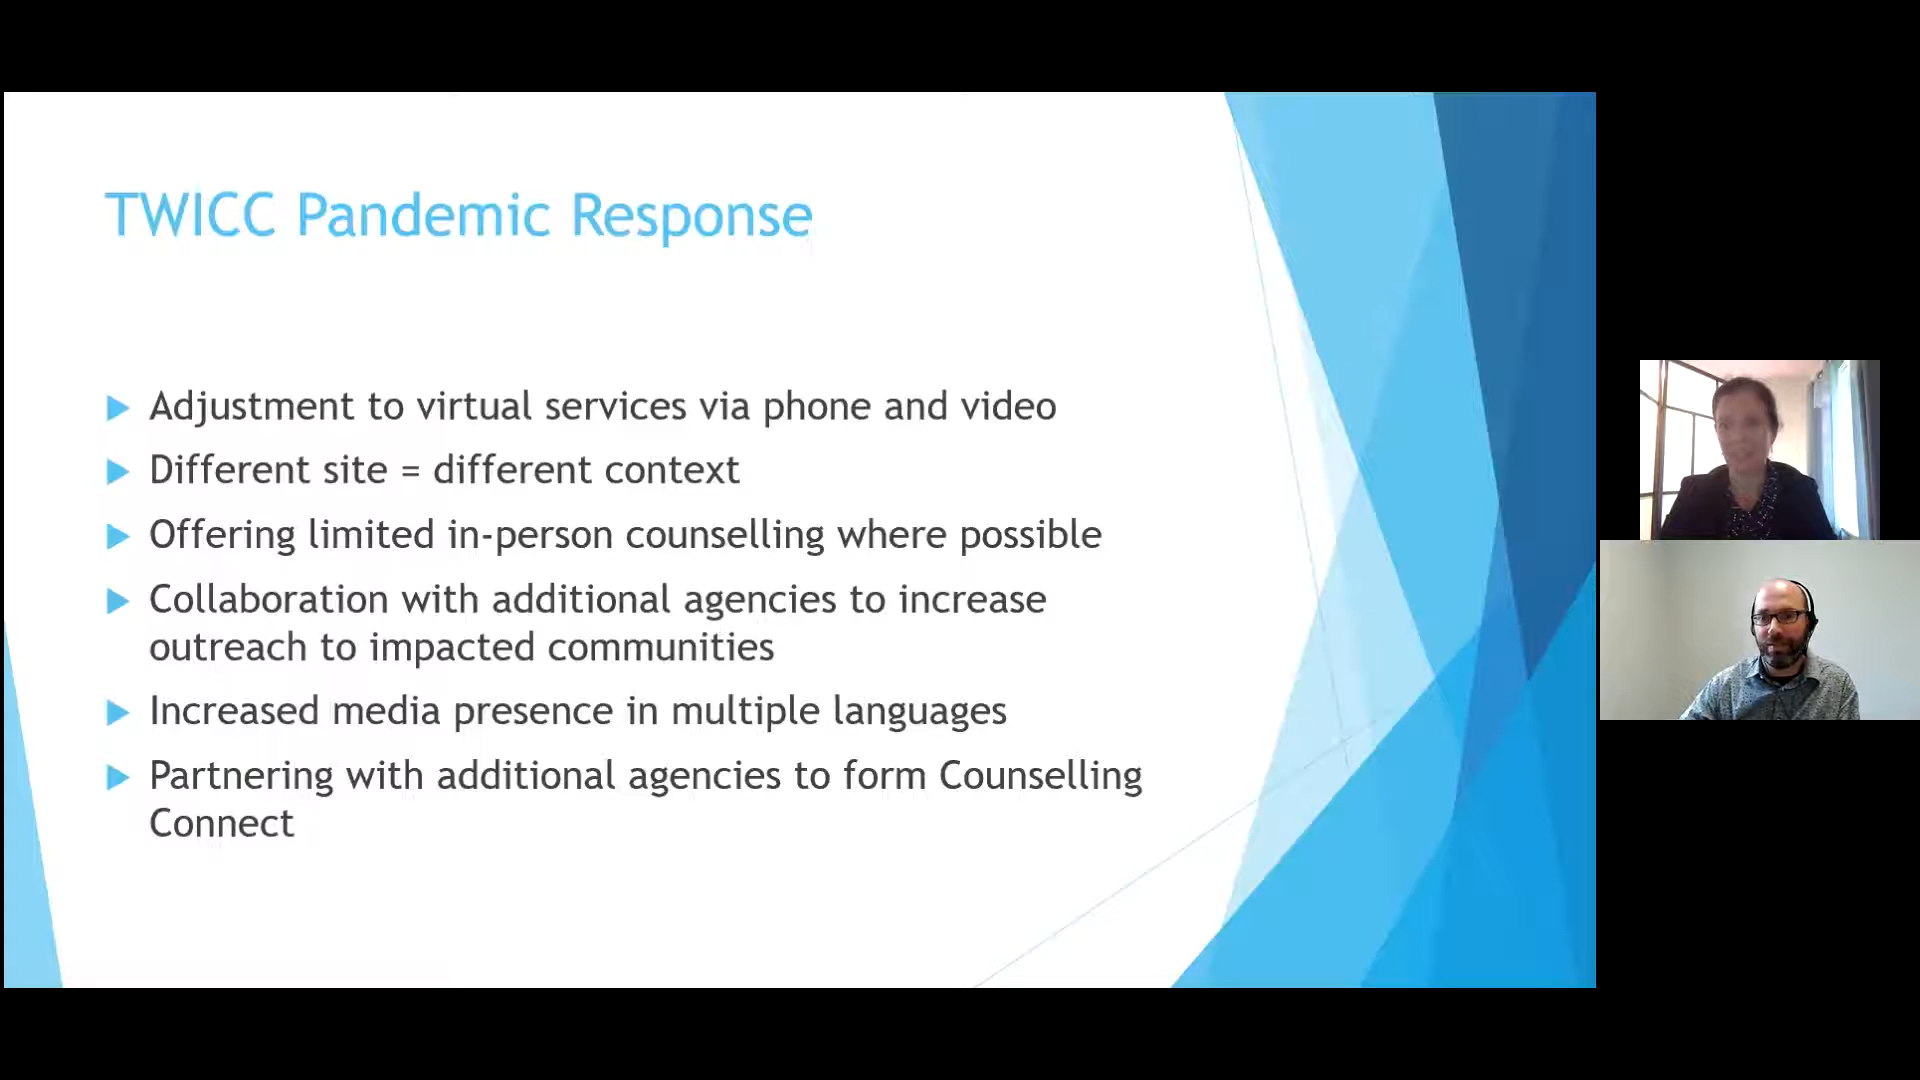 TWICC Pandemic Response
Adjustment to virtual services via phone and video
Different site = different context
Offering limited in-person counselling where possible
Collaboration with additional agencies to increase
outreach to impacted communities
Increased media presence in multiple languages
Partnering with additional agencies to form Counselling
Connect